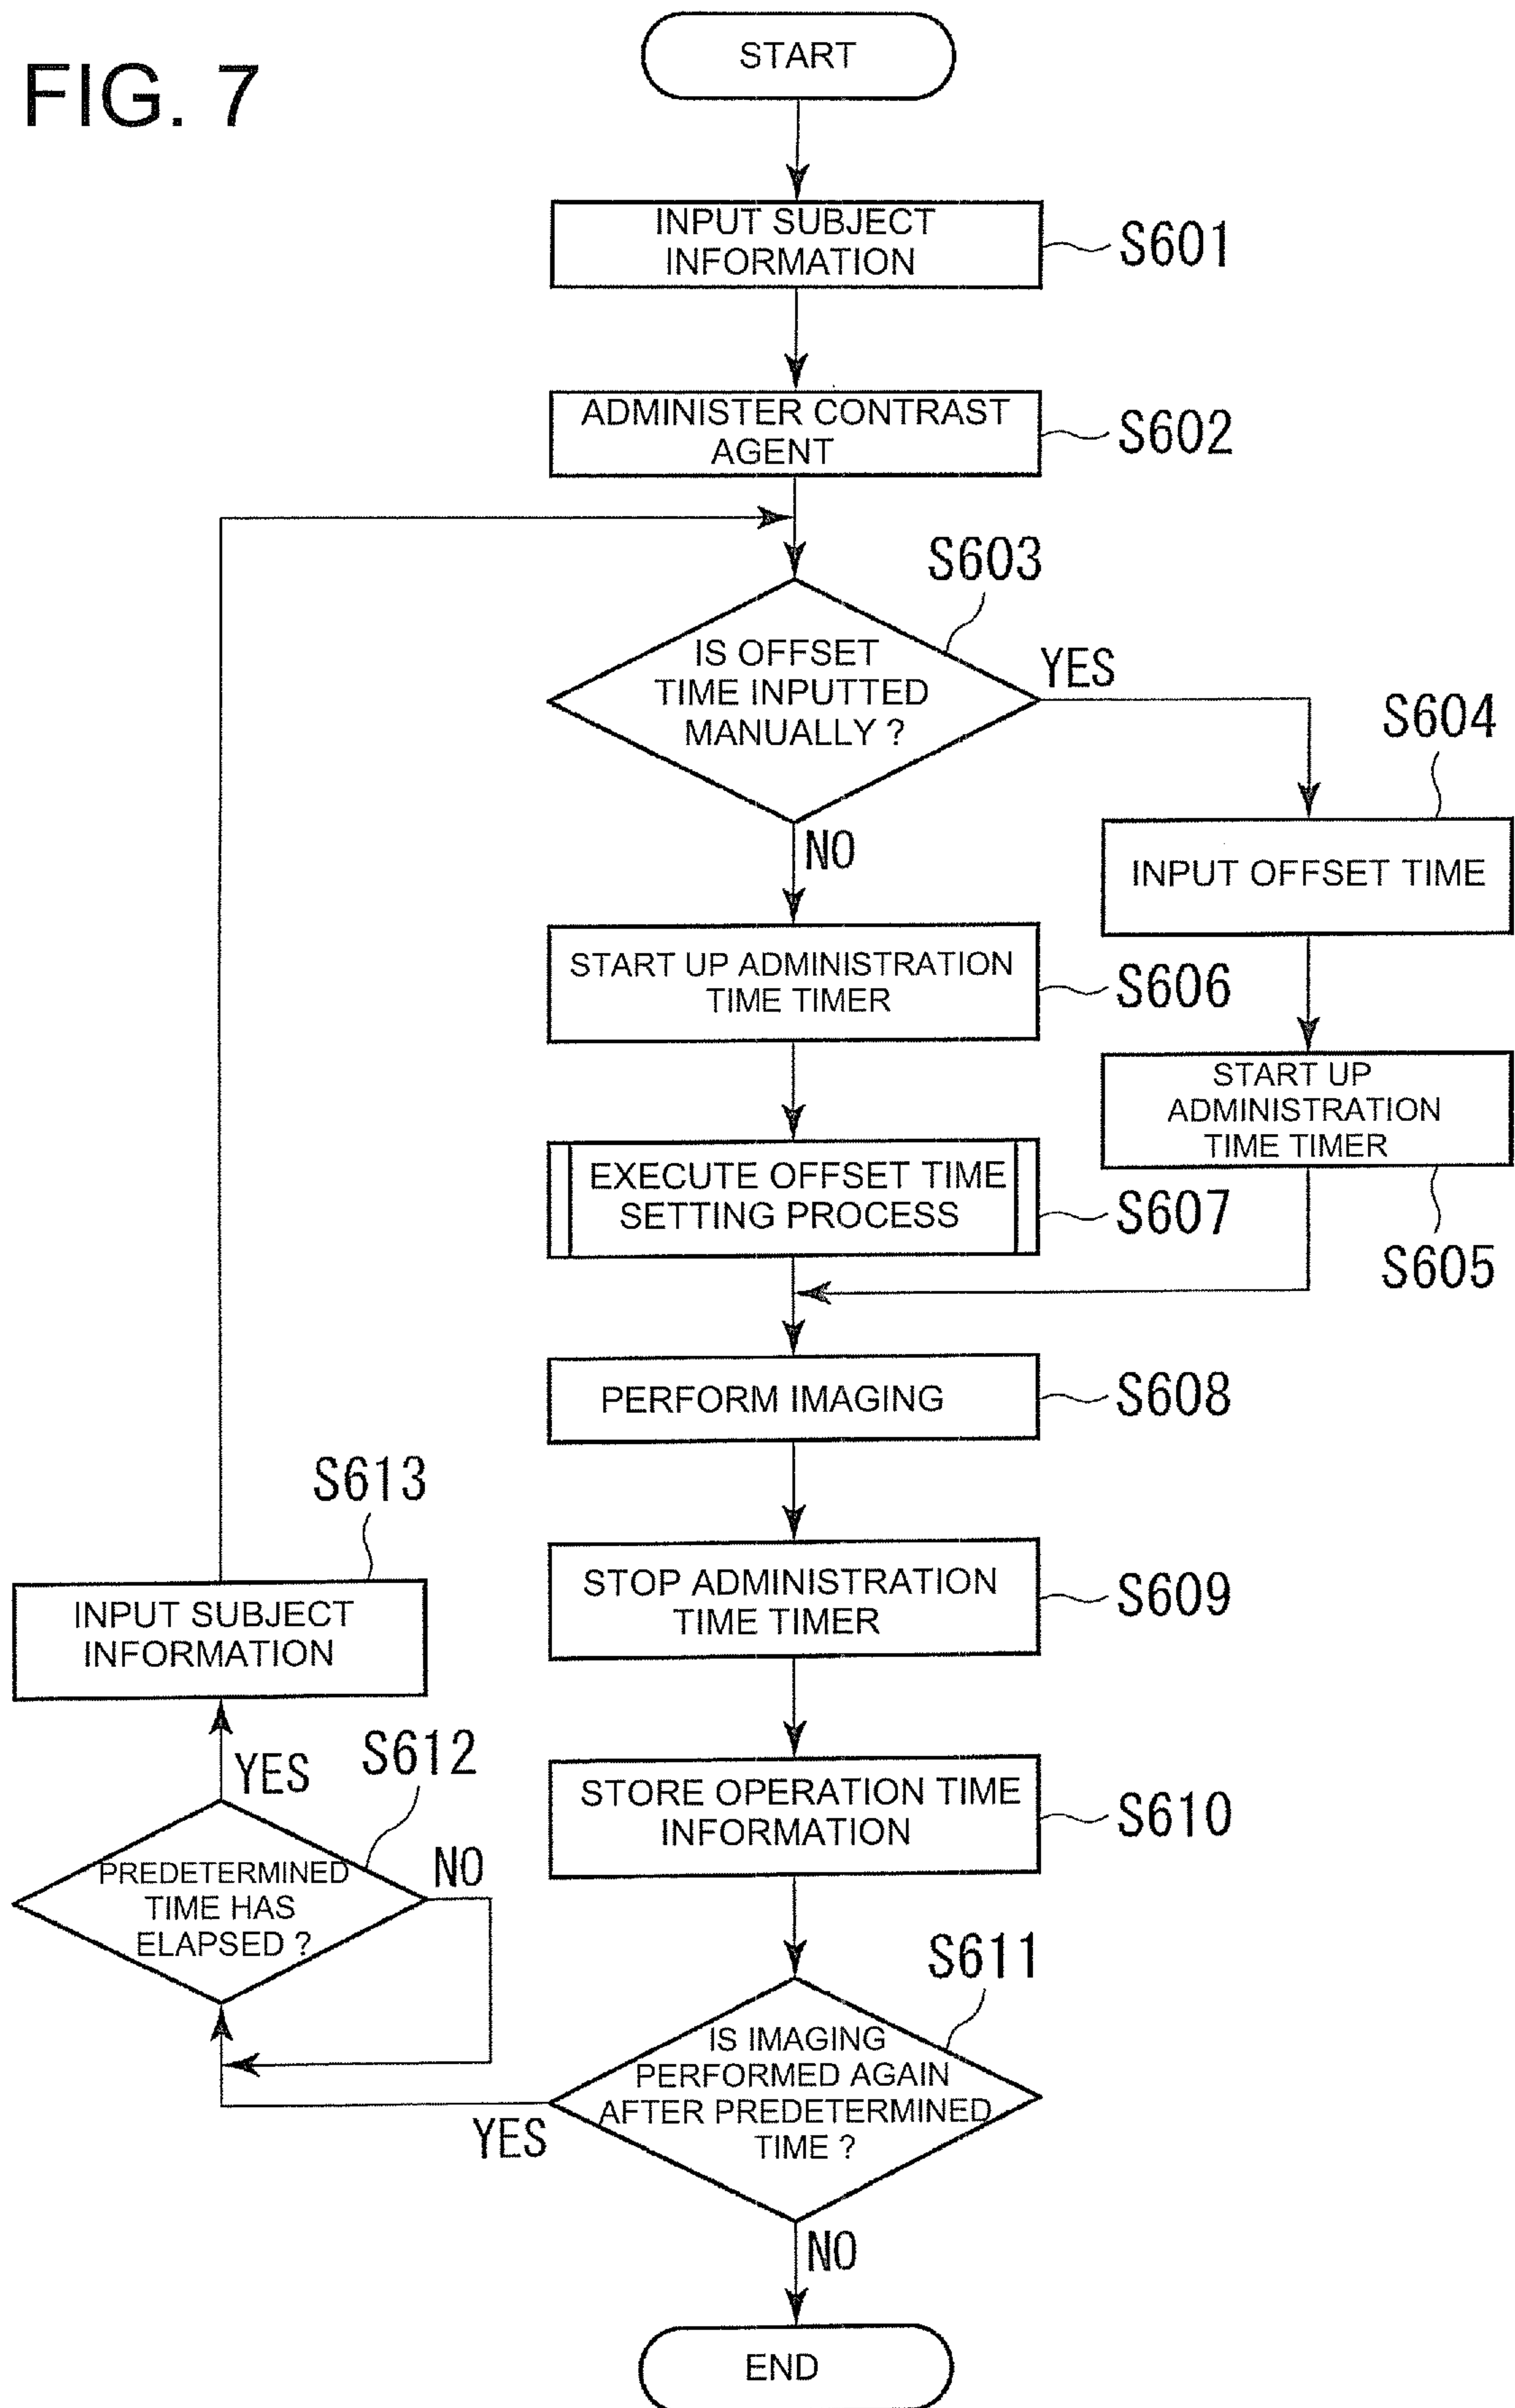 FIG. 7
START
INPUT SUBJECT
INFORMATION
S601
ADMINISTER CONTRAST
AGENT
S602
S603
IS OFFSET
TIME INPUTTED
MANUALLY ?
YES
NO
S604
INPUT OFFSET TIME
START UP ADMINISTRATION
TIME TIMER
S606
START UP
ADMINISTRATION
TIME TIMER
S605
EXECUTE OFFSET TIME
SETTING PROCESS
S607
PERFORM IMAGING
S608
STOP ADMINISTRATION
TIME TIMER
S609
STORE OPERATION TIME
INFORMATION
S610
S611
IS IMAGING
PERFORMED AGAIN
AFTER PREDETERMINED
TIME ?
YES
NO
S612
PREDETERMINED
TIME HAS
ELAPSED ?
NO
YES
S613
INPUT SUBJECT
INFORMATION
END